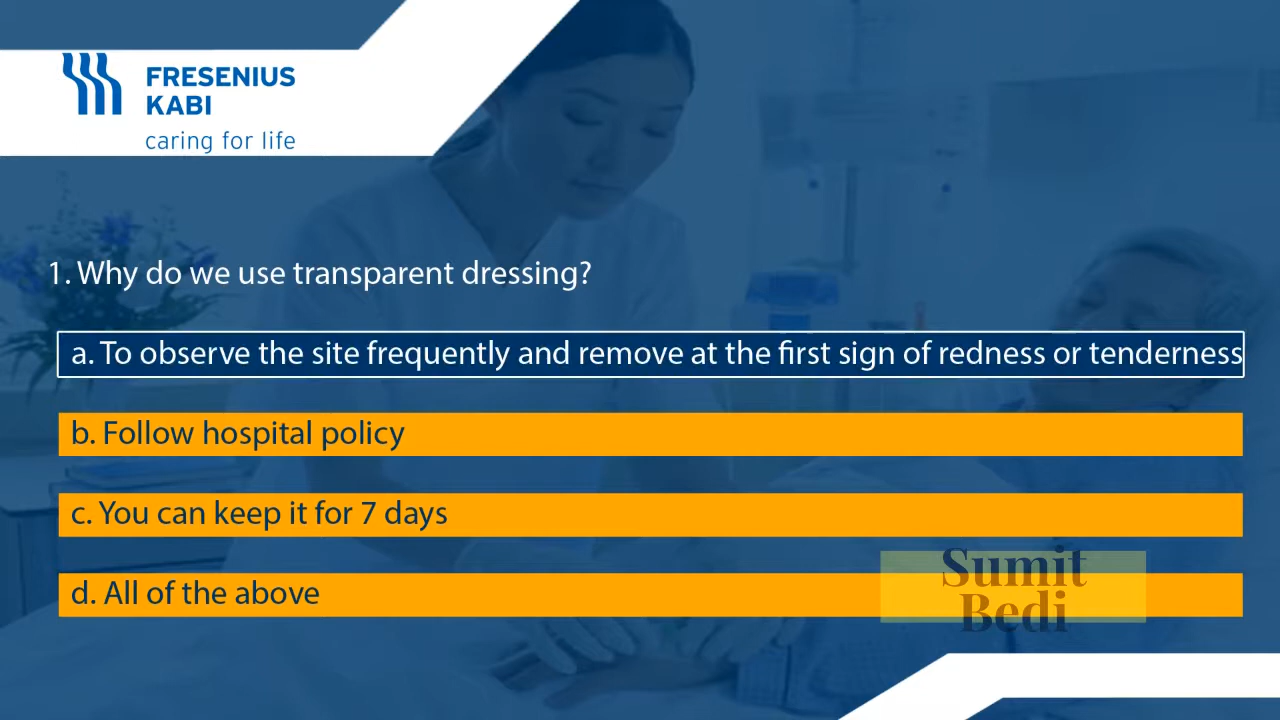 FRESENIUS
KABI
caring for life
1. Why do we use transparent dressing?
a. To observe the site frequently and remove at the first sign of redness or tenderness
b. Follow hospital policy
c. You can keep it for 7 days
d. All of the above
Sumit
Bedi